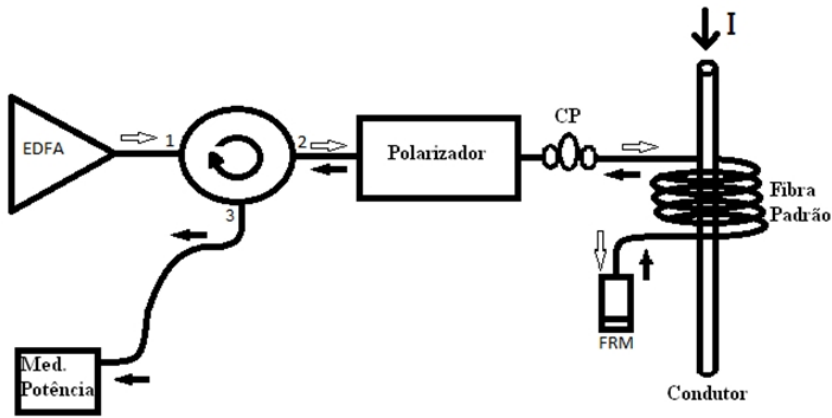 I
EDFA
1
2
3
Polarizador
CP
Fibra
Padrão
FRM
Med.
Potência
Condutor